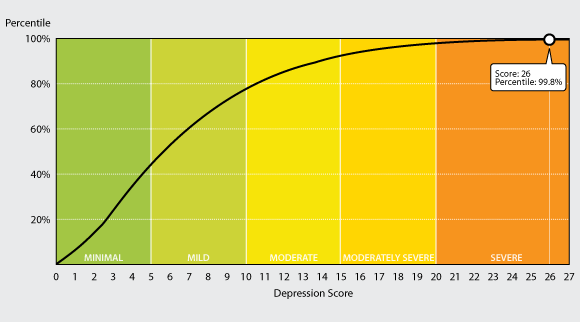 Percentile
100%
80%
60%
40%
20%
Score: 26
Percentile: 99.8%
MINIMAL MILD MODERATE MODERATELY SEVERE SEVERE
0 1 2 3 4 5 6 7 8 9 10 11 12 13 14 15 16 17 18 19 20 21 22 23 24 25 26 27
Depression Score